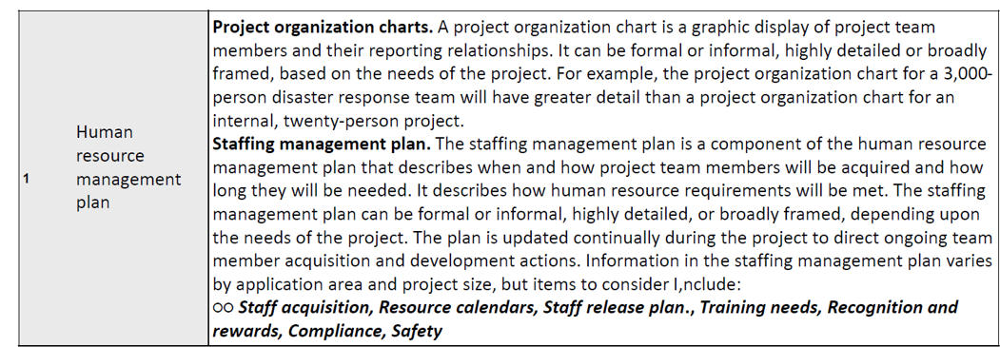 1
Human
resource
management
plan
Project organization charts. A project organization chart is a graphic display of project team
members and their reporting relationships. It can be formal or informal, highly detailed or broadly
framed, based on the needs of the project. For example, the project organization chart for a 3,000-
person disaster response team will have greater detail than a project organization chart for an
internal, twenty-person project.
Staffing management plan. The staffing management plan is a component of the human resource
management plan that describes when and how project team members will be acquired and how
long they will be needed. It describes how human resource requirements will be met. The staffing
management plan can be formal or informal, highly detailed, or broadly framed, depending upon
the needs of the project. The plan is updated continually during the project to direct ongoing team
member acquisition and development actions. Information in the staffing management plan varies
by application area and project size, but items to consider I,nclude:
○○ Staff acquisition, Resource calendars, Staff release plan., Training needs, Recognition and
rewards, Compliance, Safety